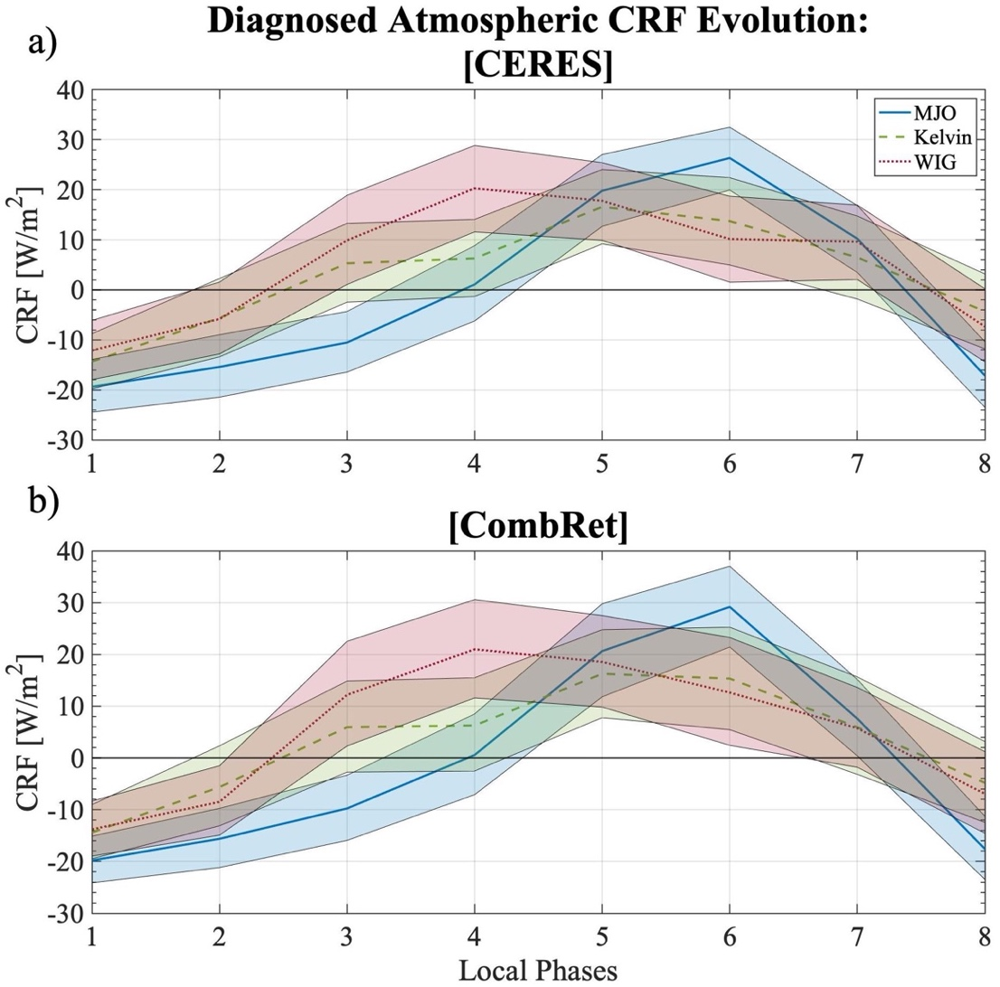 Diagnosed Atmospheric CRF Evolution:
a)
[CERES]
40
30
20
10
0
-10
-20
-30
CRF [W/m²]
MJO
Kelvin
WIG
1 2 3 4 5 6 7 8
b)
[CombRet]
40
30
20
10
0
-10
-20
-30
CRF [W/m²]
1 2 3 4 5 6 7 8
Local Phases